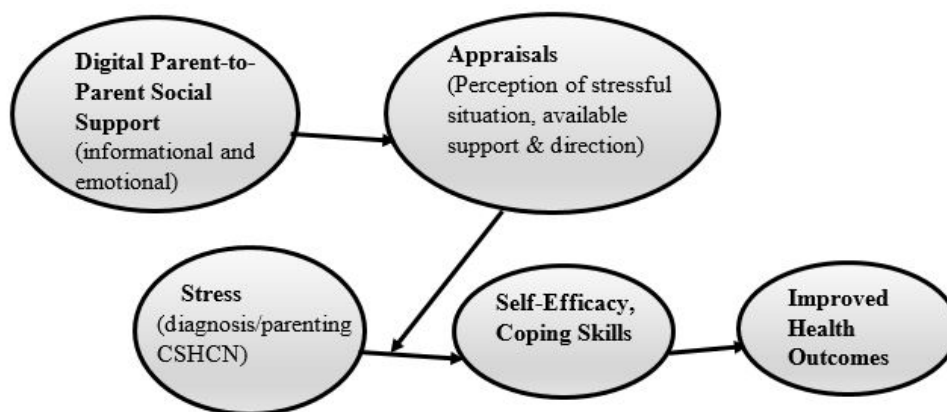 Digital Parent-to-
Parent Social
Support
(informational and
emotional)
Appraisals
(Perception of stressful
situation, available
support & direction)
Stress
(diagnosis/parenting
CSHCN)
Self-Efficacy,
Coping Skills
Improved
Health
Outcomes